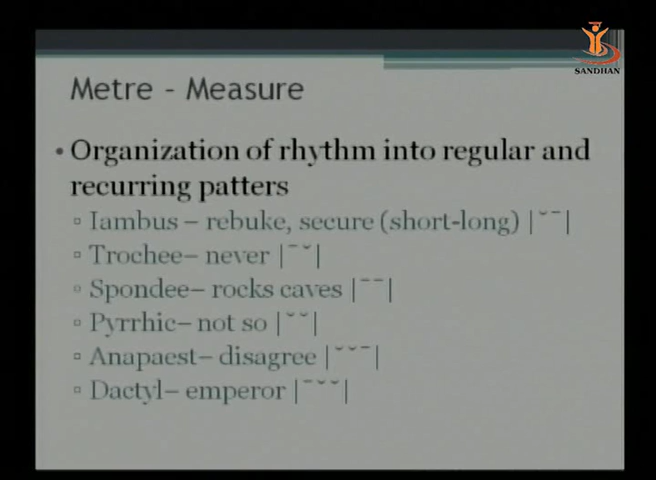 SANDHAN
Metre - Measure
• Organization of rhythm into regular and
recurring patters
▫ Iambus – rebuke, secure (short-long) |˘¯|
▫ Trochee– never |¯˘|
▫ Spondee– rocks caves |¯¯|
▫ Pyrrhic– not so |˘˘|
▫ Anapaest– disagree |˘˘¯|
▫ Dactyl– emperor |¯˘˘|